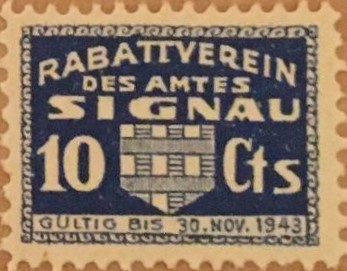 RABATTVEREIN
DES AMTES
SIGNAU
10 Cts
GÜLTIG BIS 30. NOV. 1943